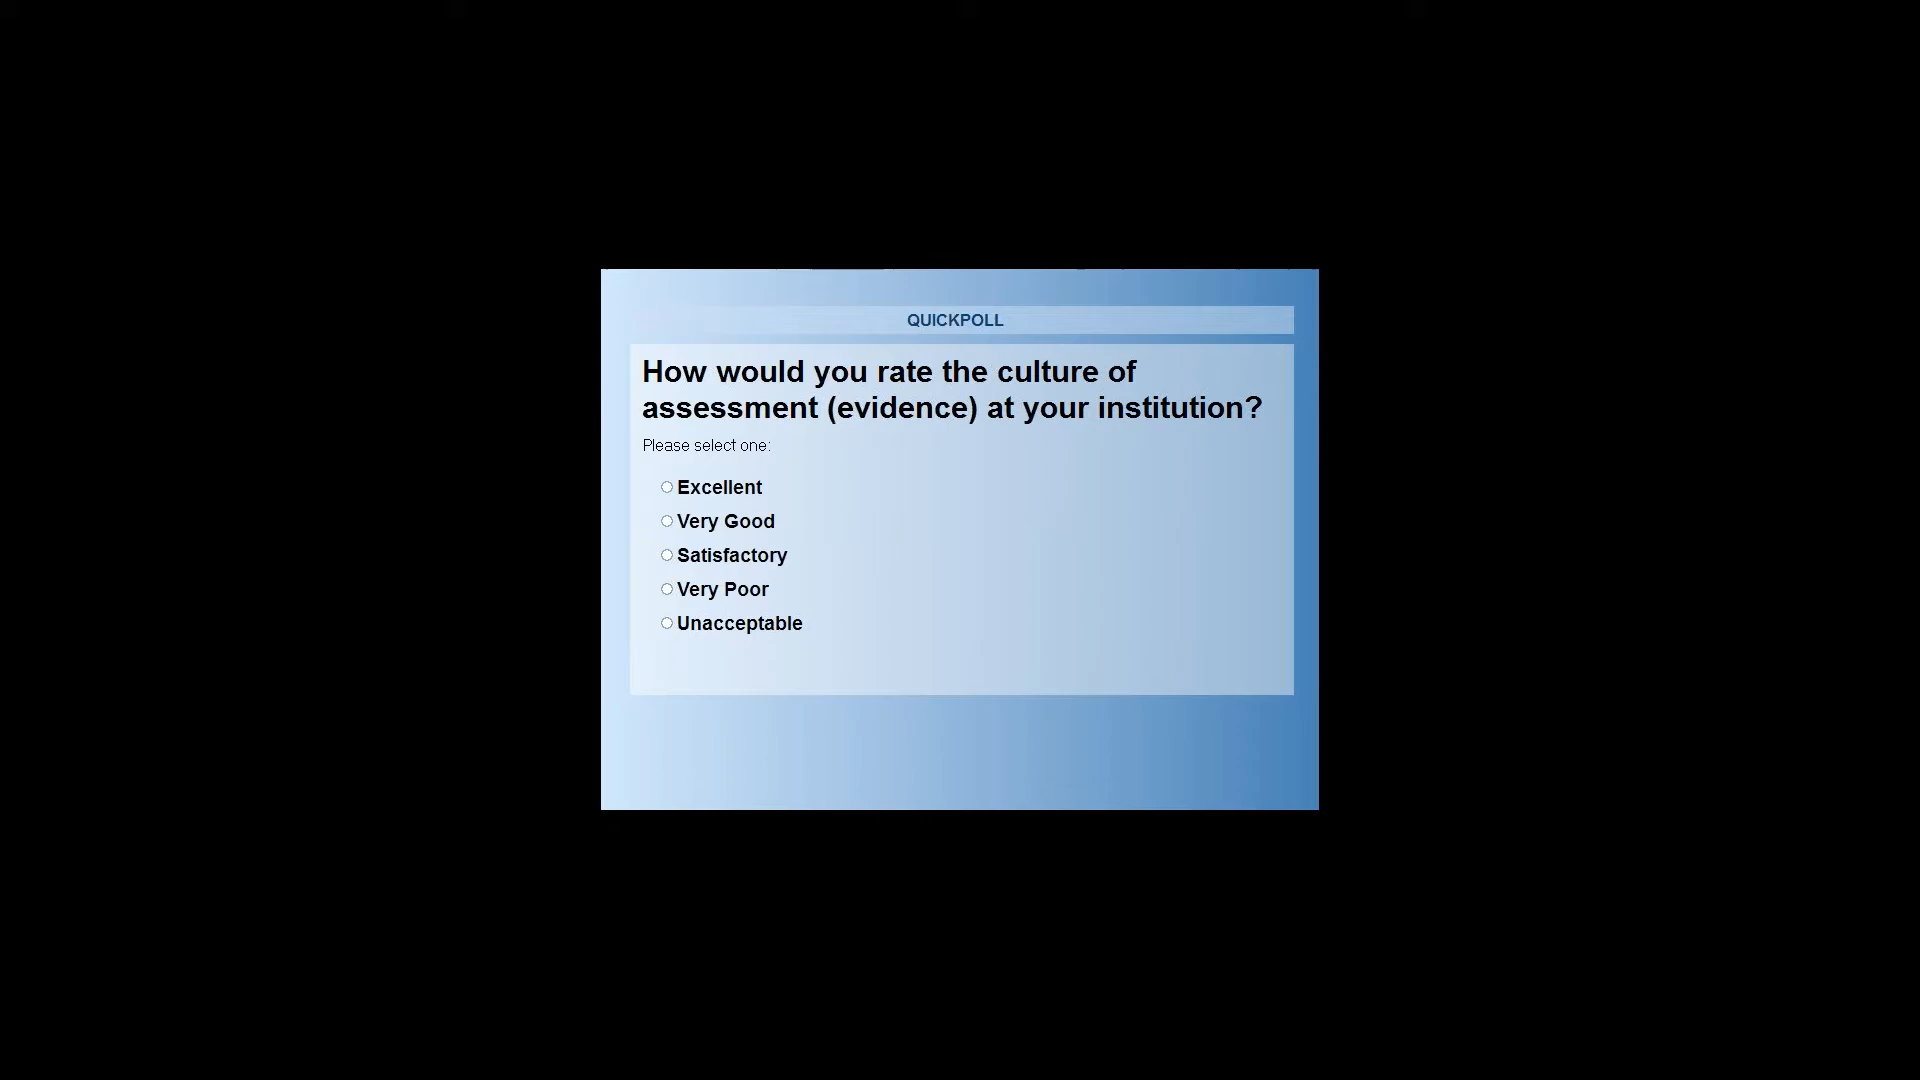 QUICKPOLL
How would you rate the culture of
assessment (evidence) at your institution?
Please select one:
Excellent
Very Good
Satisfactory
Very Poor
Unacceptable